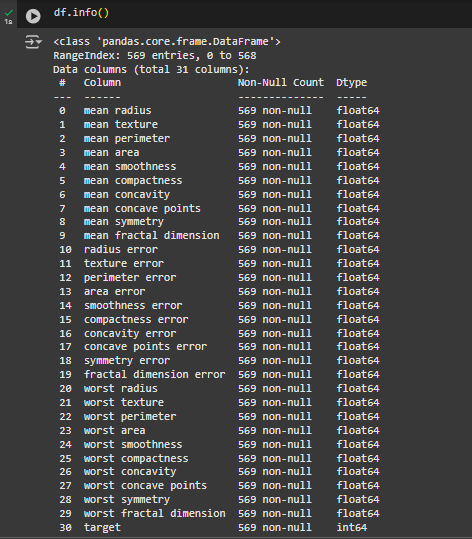 df.info()
1s
<class 'pandas.core.frame.DataFrame'>
RangeIndex: 569 entries, 0 to 568
Data columns (total 31 columns):
 #   Column                   Non-Null Count  Dtype
---  ------                   --------------  -----
 0   mean radius              569 non-null    float64
 1   mean texture             569 non-null    float64
 2   mean perimeter           569 non-null    float64
 3   mean area                569 non-null    float64
 4   mean smoothness          569 non-null    float64
 5   mean compactness         569 non-null    float64
 6   mean concavity           569 non-null    float64
 7   mean concave points      569 non-null    float64
 8   mean symmetry            569 non-null    float64
 9   mean fractal dimension   569 non-null    float64
 10  radius error             569 non-null    float64
 11  texture error            569 non-null    float64
 12  perimeter error          569 non-null    float64
 13  area error               569 non-null    float64
 14  smoothness error         569 non-null    float64
 15  compactness error        569 non-null    float64
 16  concavity error          569 non-null    float64
 17  concave points error     569 non-null    float64
 18  symmetry error           569 non-null    float64
 19  fractal dimension error  569 non-null    float64
 20  worst radius             569 non-null    float64
 21  worst texture            569 non-null    float64
 22  worst perimeter          569 non-null    float64
 23  worst area               569 non-null    float64
 24  worst smoothness         569 non-null    float64
 25  worst compactness        569 non-null    float64
 26  worst concavity          569 non-null    float64
 27  worst concave points     569 non-null    float64
 28  worst symmetry           569 non-null    float64
 29  worst fractal dimension  569 non-null    float64
 30  target                   569 non-null    int64